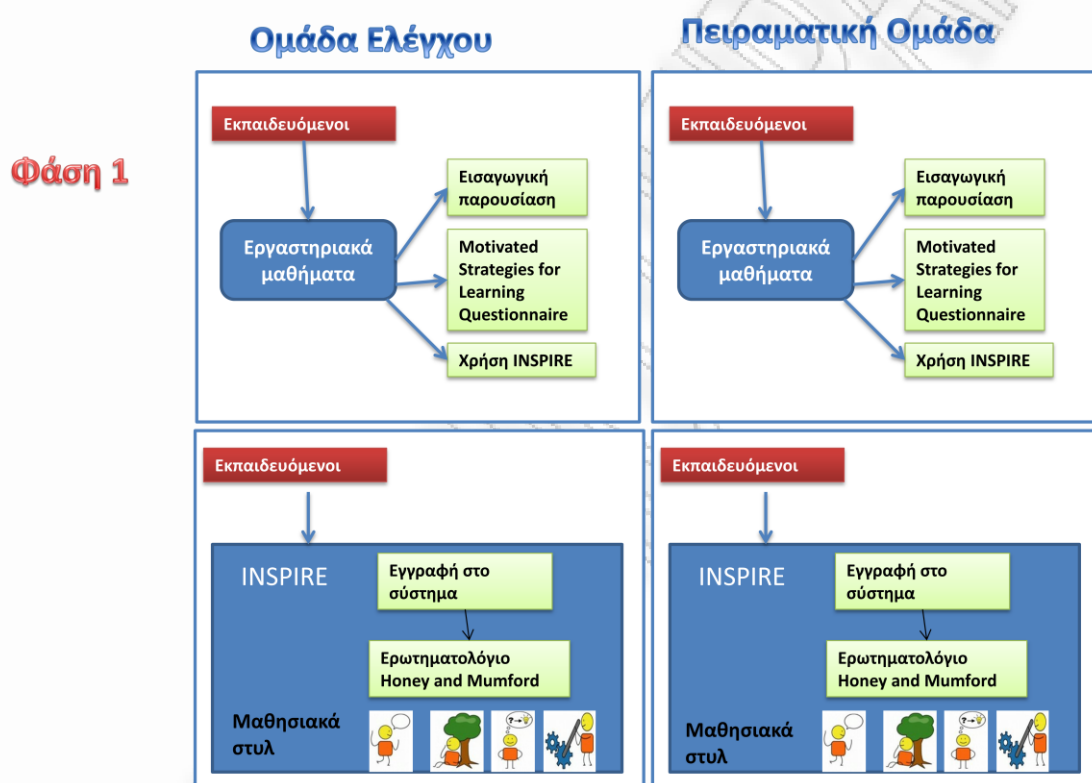 Ομάδα Ελέγχου
Πειραματική Ομάδα
Φάση 1
Εκπαιδευόμενοι
Εργαστηριακά
μαθήματα
Εισαγωγική
παρουσίαση
Motivated
Strategies for
Learning
Questionnaire
Χρήση INSPIRE
Εκπαιδευόμενοι
Εργαστηριακά
μαθήματα
Εισαγωγική
παρουσίαση
Motivated
Strategies for
Learning
Questionnaire
Χρήση INSPIRE
Εκπαιδευόμενοι
INSPIRE
Εγγραφή στο
σύστημα
Ερωτηματολόγιο
Honey and Mumford
Μαθησιακά
στυλ
Εκπαιδευόμενοι
INSPIRE
Εγγραφή στο
σύστημα
Ερωτηματολόγιο
Honey and Mumford
Μαθησιακά
στυλ